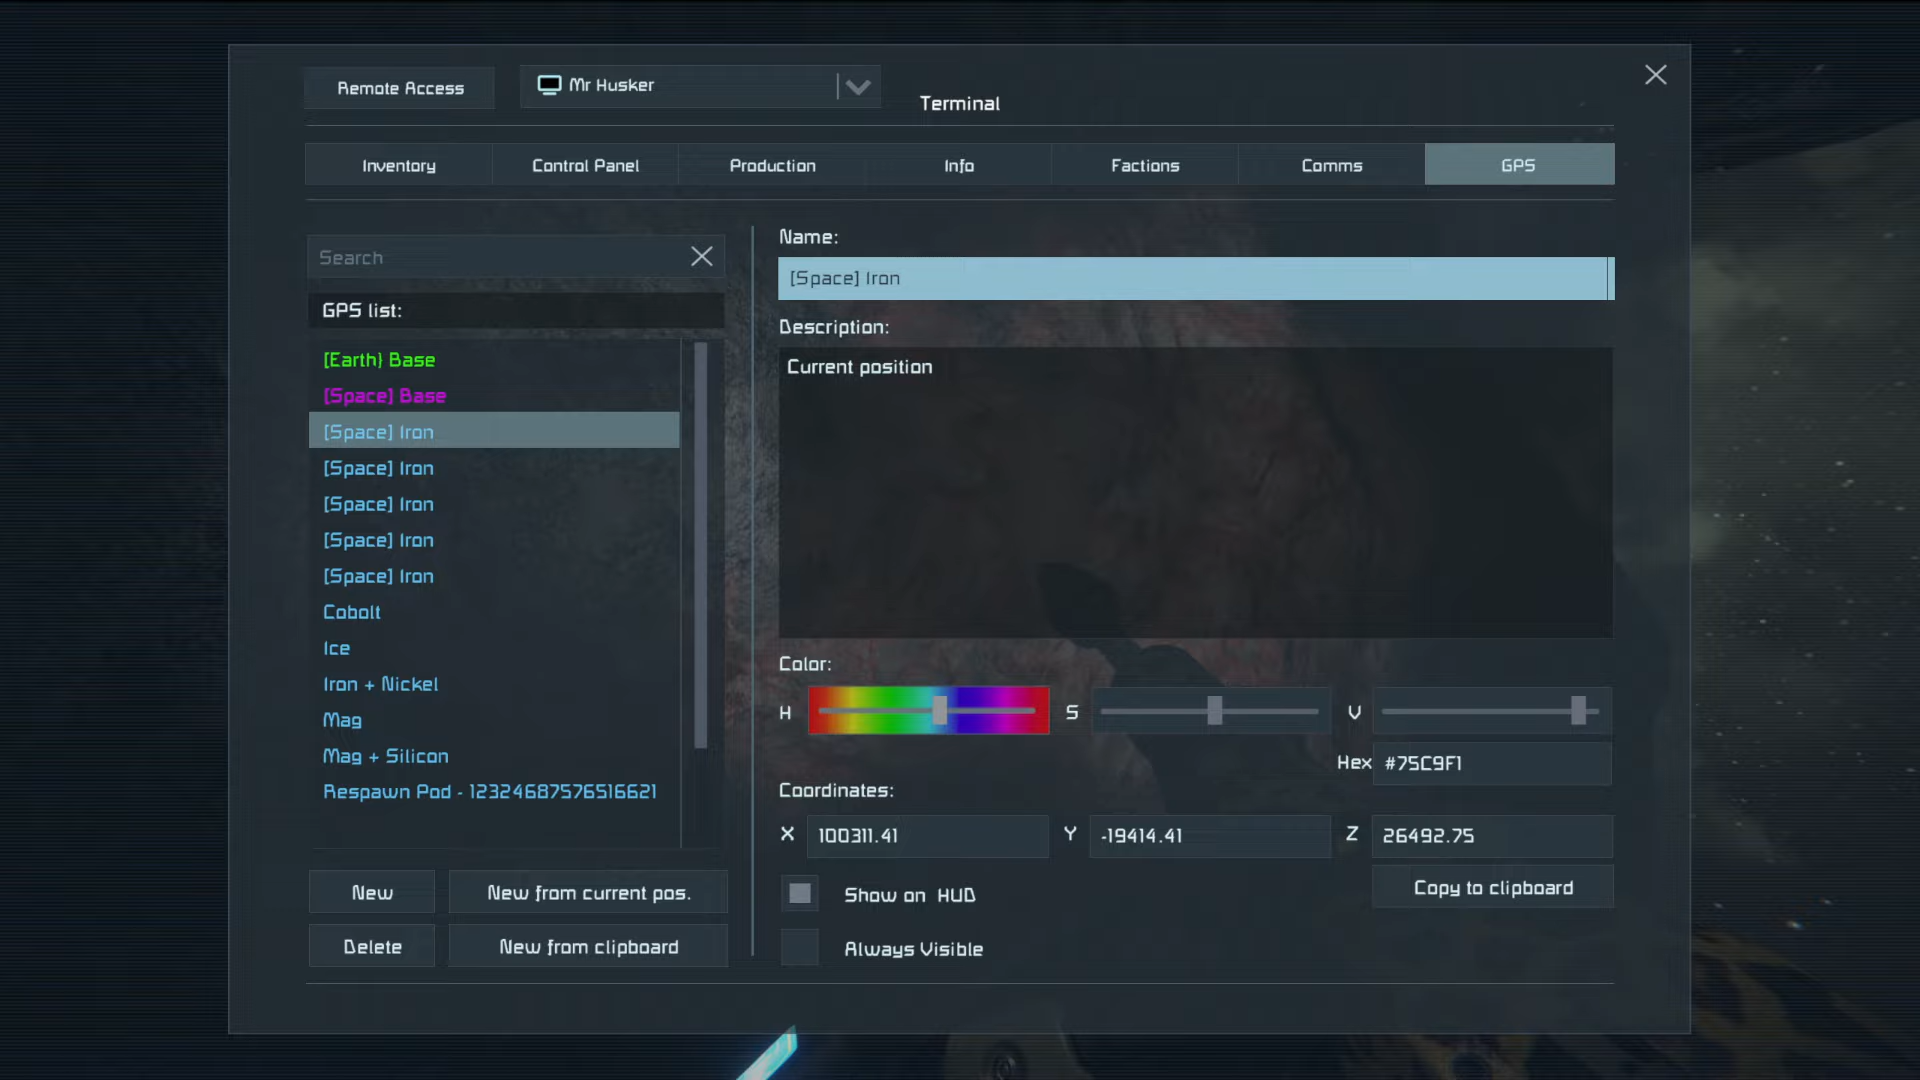 Remote Access
Mr Husker
Terminal
Inventory
Control Panel
Production
Info
Factions
Comms
GPS
Search
GPS list:
[Earth} Base
[Space] Base
[Space] Iron
[Space] Iron
[Space] Iron
[Space] Iron
[Space] Iron
Cobolt
Ice
Iron + Nickel
Mag
Mag + Silicon
Respawn Pod - 12324687576516621
New
New from current pos.
Delete
New from clipboard
Name:
[Space] Iron
Description:
Current position
Color:
H
S
V
Hex #75C9F1
Coordinates:
X 100311.41
Y -19414.41
Z 26492.75
Copy to clipboard
Show on HUD
Always Visible